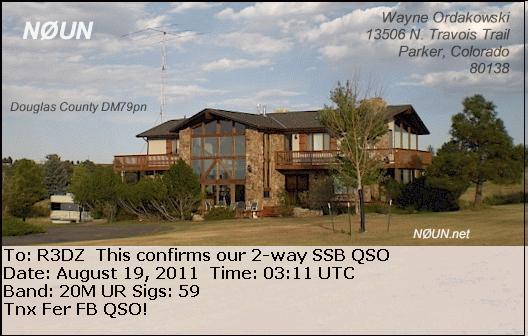 NØUN
Wayne Ordakowski
13506 N. Travois Trail
Parker, Colorado
80138
Douglas County DM79pn
NØUN.net
To: R3DZ  This confirms our 2-way SSB QSO
Date: August 19, 2011  Time: 03:11 UTC
Band: 20M UR Sigs: 59
Tnx Fer FB QSO!